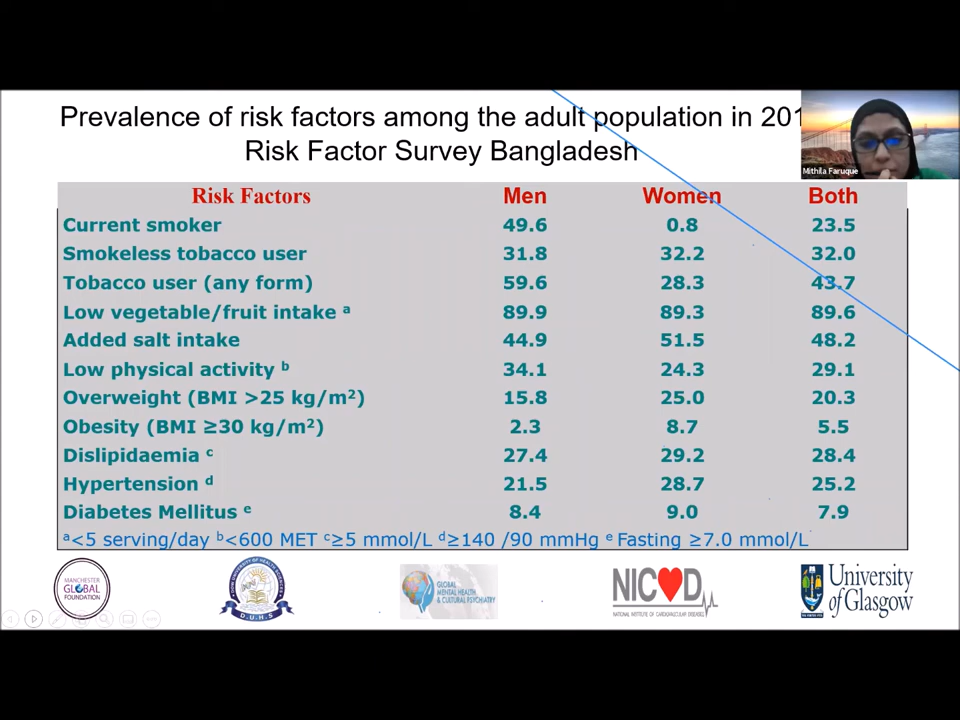 Prevalence of risk factors among the adult population in 201
Risk Factor Survey Bangladesh
Mithila Faruque
Risk Factors Men Women Both
Current smoker 49.6 0.8 23.5
Smokeless tobacco user 31.8 32.2 32.0
Tobacco user (any form) 59.6 28.3 43.7
Low vegetable/fruit intake ᵃ 89.9 89.3 89.6
Added salt intake 44.9 51.5 48.2
Low physical activity ᵇ 34.1 24.3 29.1
Overweight (BMI >25 kg/m²) 15.8 25.0 20.3
Obesity (BMI ≥30 kg/m²) 2.3 8.7 5.5
Dislipidaemia ᶜ 27.4 29.2 28.4
Hypertension ᵈ 21.5 28.7 25.2
Diabetes Mellitus ᵉ 8.4 9.0 7.9
ᵃ<5 serving/day ᵇ<600 MET ᶜ≥5 mmol/L ᵈ≥140 /90 mmHg ᵉ Fasting ≥7.0 mmol/L
MANCHESTER
GLOBAL
FOUNDATION
D.U.H.S
GLOBAL
MENTAL HEALTH
& CULTURAL PSYCHIATRY
NICVD
NATIONAL INSTITUTE OF CARDIOVASCULAR DISEASES
University
of Glasgow